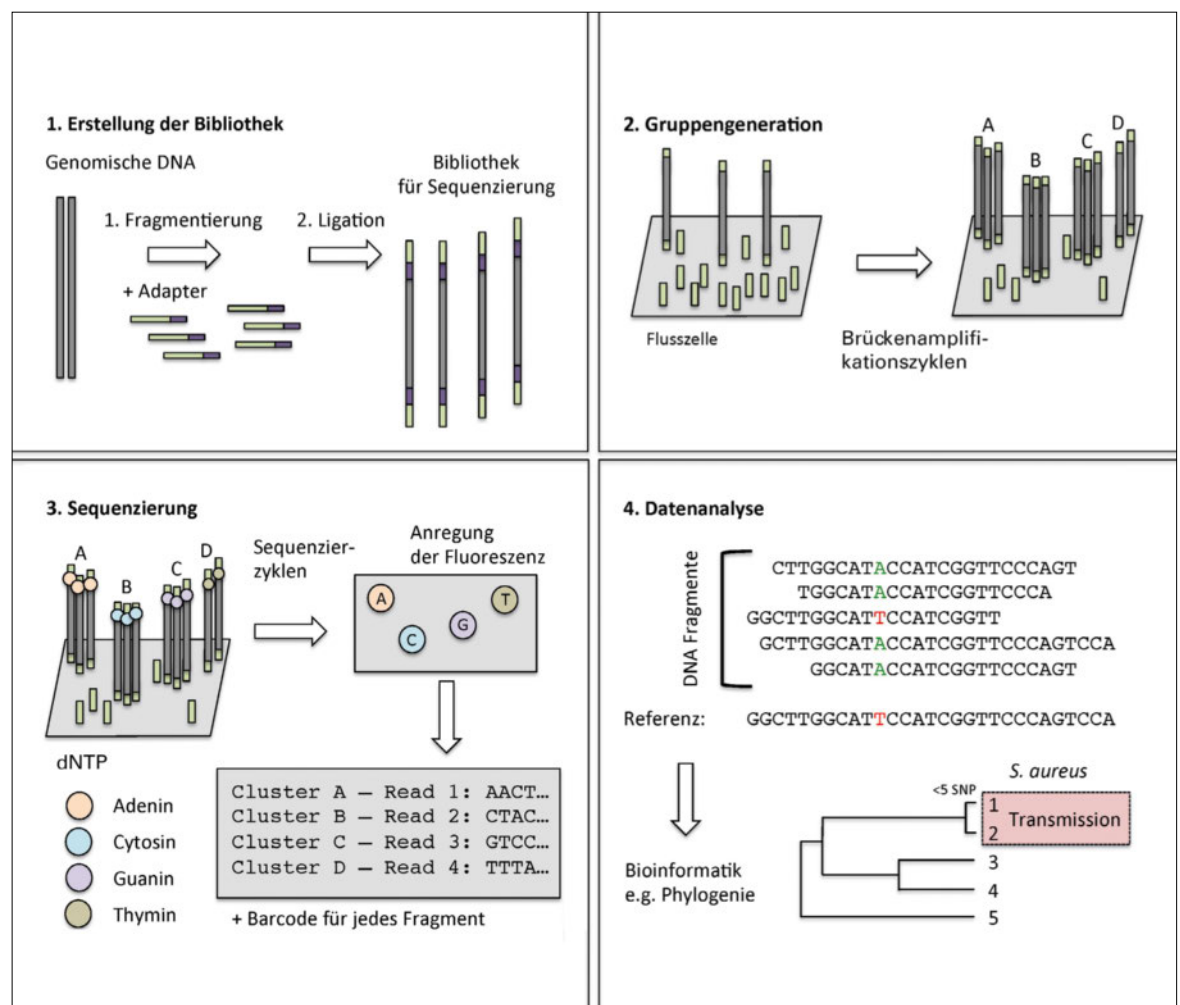 1. Erstellung der Bibliothek
Genomische DNA
Bibliothek
für Sequenzierung
1. Fragmentierung
2. Ligation
+ Adapter
2. Gruppengeneration
A
B
C
D
Flusszelle
Brückenamplifi-
kationszyklen
3. Sequenzierung
A
B
C
D
Sequenzier-
zyklen
Anregung
der Fluoreszenz
A
C
G
T
dNTP
Adenin
Cytosin
Guanin
Thymin
Cluster A – Read 1: AACT…
Cluster B – Read 2: CTAC…
Cluster C – Read 3: GTCC…
Cluster D – Read 4: TTTA…
+ Barcode für jedes Fragment
4. Datenanalyse
DNA Fragmente
CTTGGCATACCATCGGTTCCCAGT
TGGCATACCATCGGTTCCCA
GGCTTGGCATTCCATCGGTT
GCTTGGCATACCATCGGTTCCCAGTCCA
GGCATACCATCGGTTCCCAGT
Referenz: GGCTTGGCATTCCATCGGTTCCCAGTCCA
Bioinformatik
e.g. Phylogenie
S. aureus
<5 SNP
1
2
Transmission
3
4
5